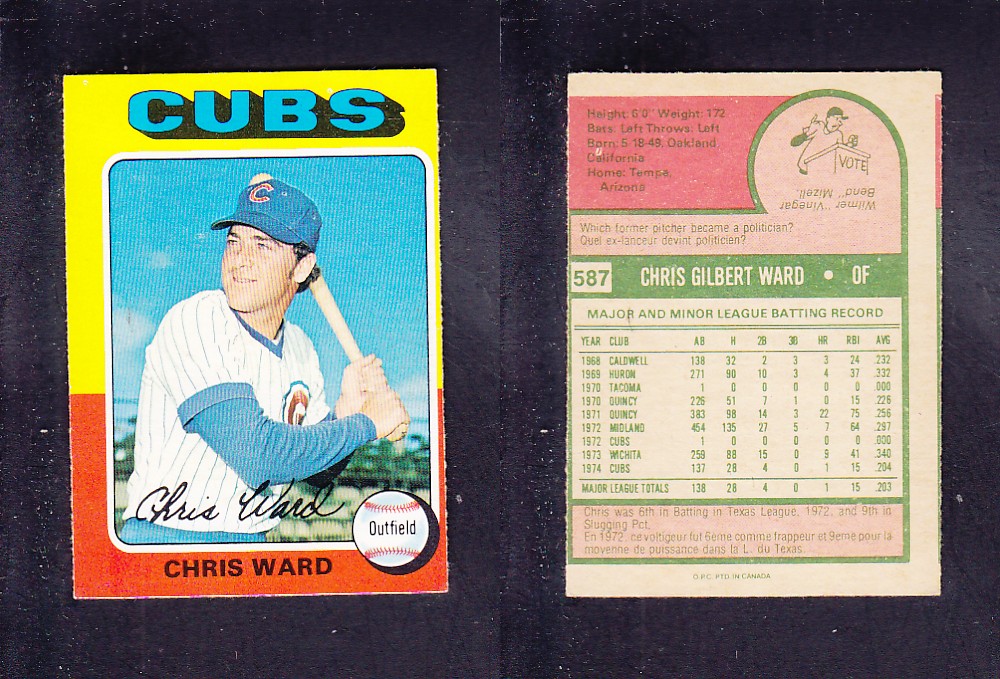 CUBS
C
Chris Ward
Outfield
CHRIS WARD
Height: 6'0" Weight: 172
Bats: Left Throws: Left
Born: 5-18-49, Oakland
California
Home: Tempe,
Arizona
VOTE
Wilmer "Vinegar
Bend" Mizell.
Which former pitcher became a politician?
Quel ex-lanceur devint politicien?
587 CHRIS GILBERT WARD • OF
MAJOR AND MINOR LEAGUE BATTING RECORD
YEAR CLUB AB H 2B 3B HR RBI AVG
1968 CALDWELL 138 32 2 3 3 24 .232
1969 HURON 271 90 10 3 4 37 .332
1970 TACOMA 1 0 0 0 0 0 .000
1970 QUINCY 226 51 7 1 0 15 .226
1971 QUINCY 383 98 14 3 22 75 .256
1972 MIDLAND 454 135 27 5 7 64 .297
1972 CUBS 1 0 0 0 0 0 .000
1973 WICHITA 259 88 15 0 9 41 .340
1974 CUBS 137 28 4 0 1 15 .204
MAJOR LEAGUE TOTALS 138 28 4 0 1 15 .203
Chris was 6th in Batting in Texas League, 1972, and 9th in
Slugging Pct.
En 1972, ce voltigeur fut 6eme comme frappeur et 9eme pour la
moyenne de puissance dans la L. du Texas.
O.P.C. PTD. IN CANADA